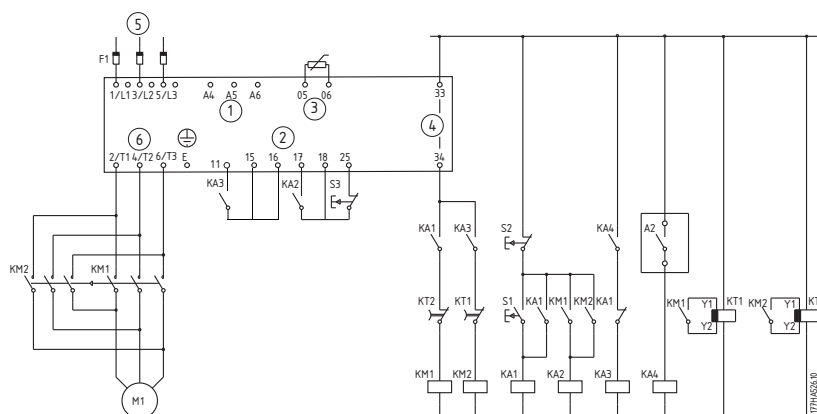 5
F1
1/L1 3/L2 5/L3 A4 A5 A6 05 06 33
1 3
4
6 2
2/T1 4/T2 6/T3 E 11 15 16 17 18 25 34
KA3 KA2 S3
KA1 KA3 S2 KA4 A2
KM2 KM1
KT2 KT1 S1 KA1 KM1 KM2 KA1 KM1 Y1 KT1 KM2 Y1
Y2 Y2
KM1 KM2 KA1 KA2 KA3 KA4
M1
177HA526.10